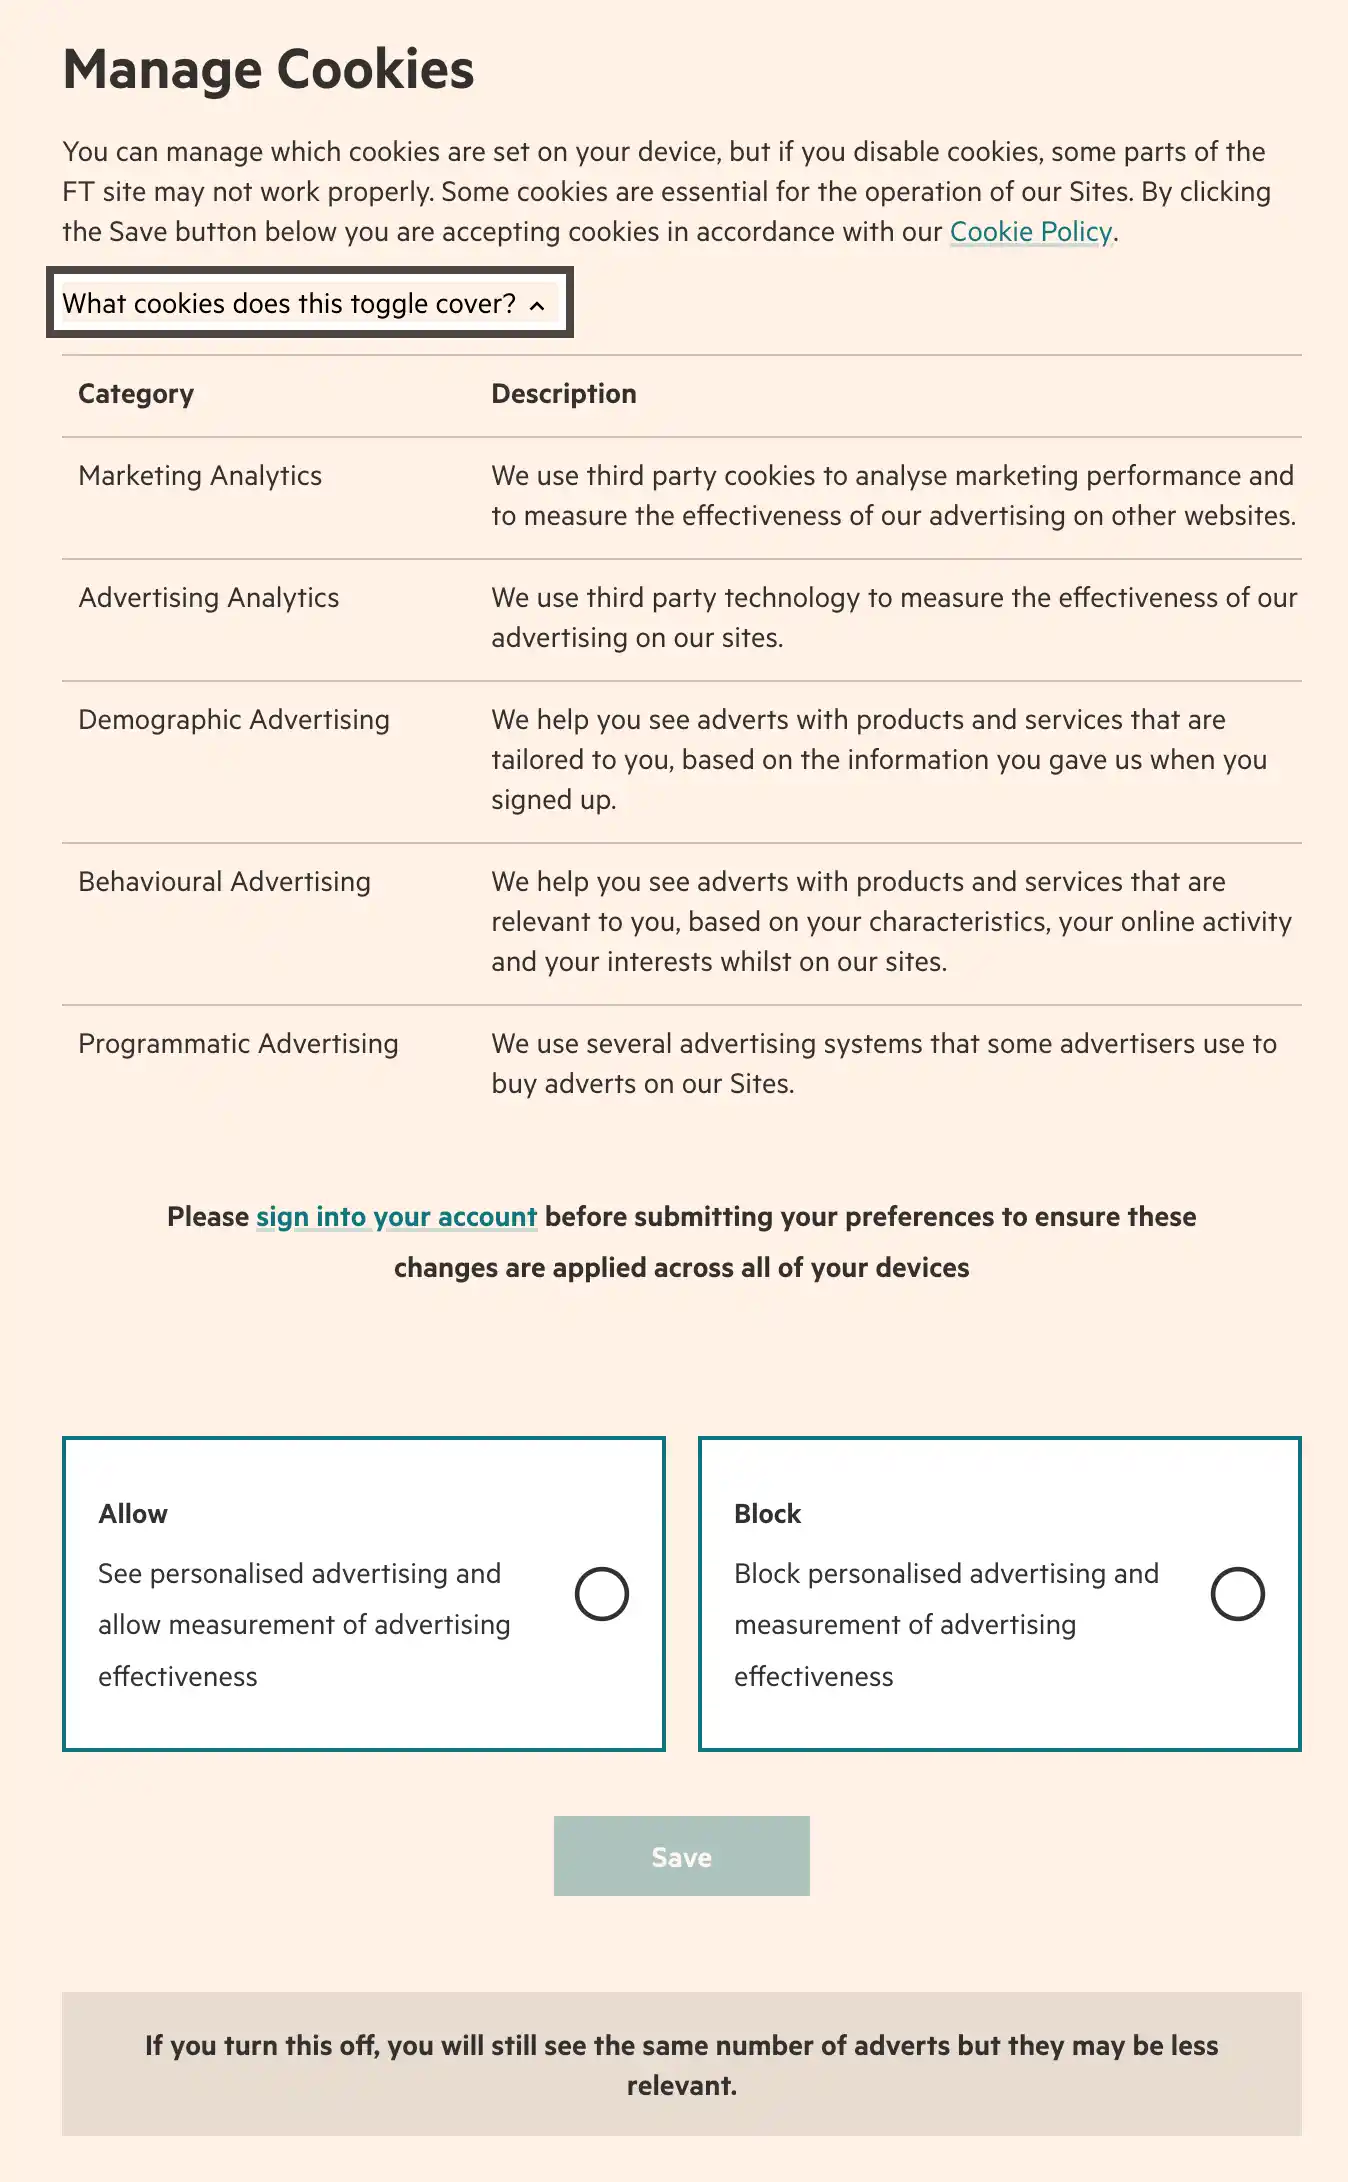 Manage Cookies
You can manage which cookies are set on your device, but if you disable cookies, some parts of the
FT site may not work properly. Some cookies are essential for the operation of our Sites. By clicking
the Save button below you are accepting cookies in accordance with our Cookie Policy.
What cookies does this toggle cover?
Category Description
Marketing Analytics We use third party cookies to analyse marketing performance and
to measure the effectiveness of our advertising on other websites.
Advertising Analytics We use third party technology to measure the effectiveness of our
advertising on our sites.
Demographic Advertising We help you see adverts with products and services that are
tailored to you, based on the information you gave us when you
signed up.
Behavioural Advertising We help you see adverts with products and services that are
relevant to you, based on your characteristics, your online activity
and your interests whilst on our sites.
Programmatic Advertising We use several advertising systems that some advertisers use to
buy adverts on our Sites.
Please sign into your account before submitting your preferences to ensure these
changes are applied across all of your devices
Allow
See personalised advertising and
allow measurement of advertising
effectiveness
Block
Block personalised advertising and
measurement of advertising
effectiveness
Save
If you turn this off, you will still see the same number of adverts but they may be less
relevant.